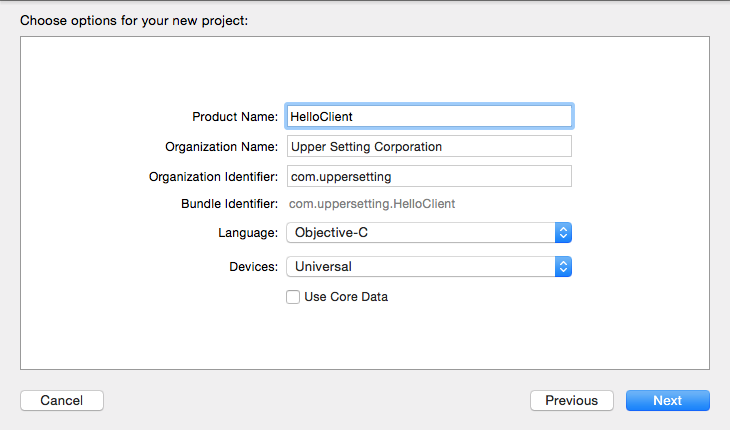 Choose options for your new project:
Product Name: HelloClient
Organization Name: Upper Setting Corporation
Organization Identifier: com.uppersetting
Bundle Identifier: com.uppersetting.HelloClient
Language: Objective-C
Devices: Universal
Use Core Data
Cancel Previous Next